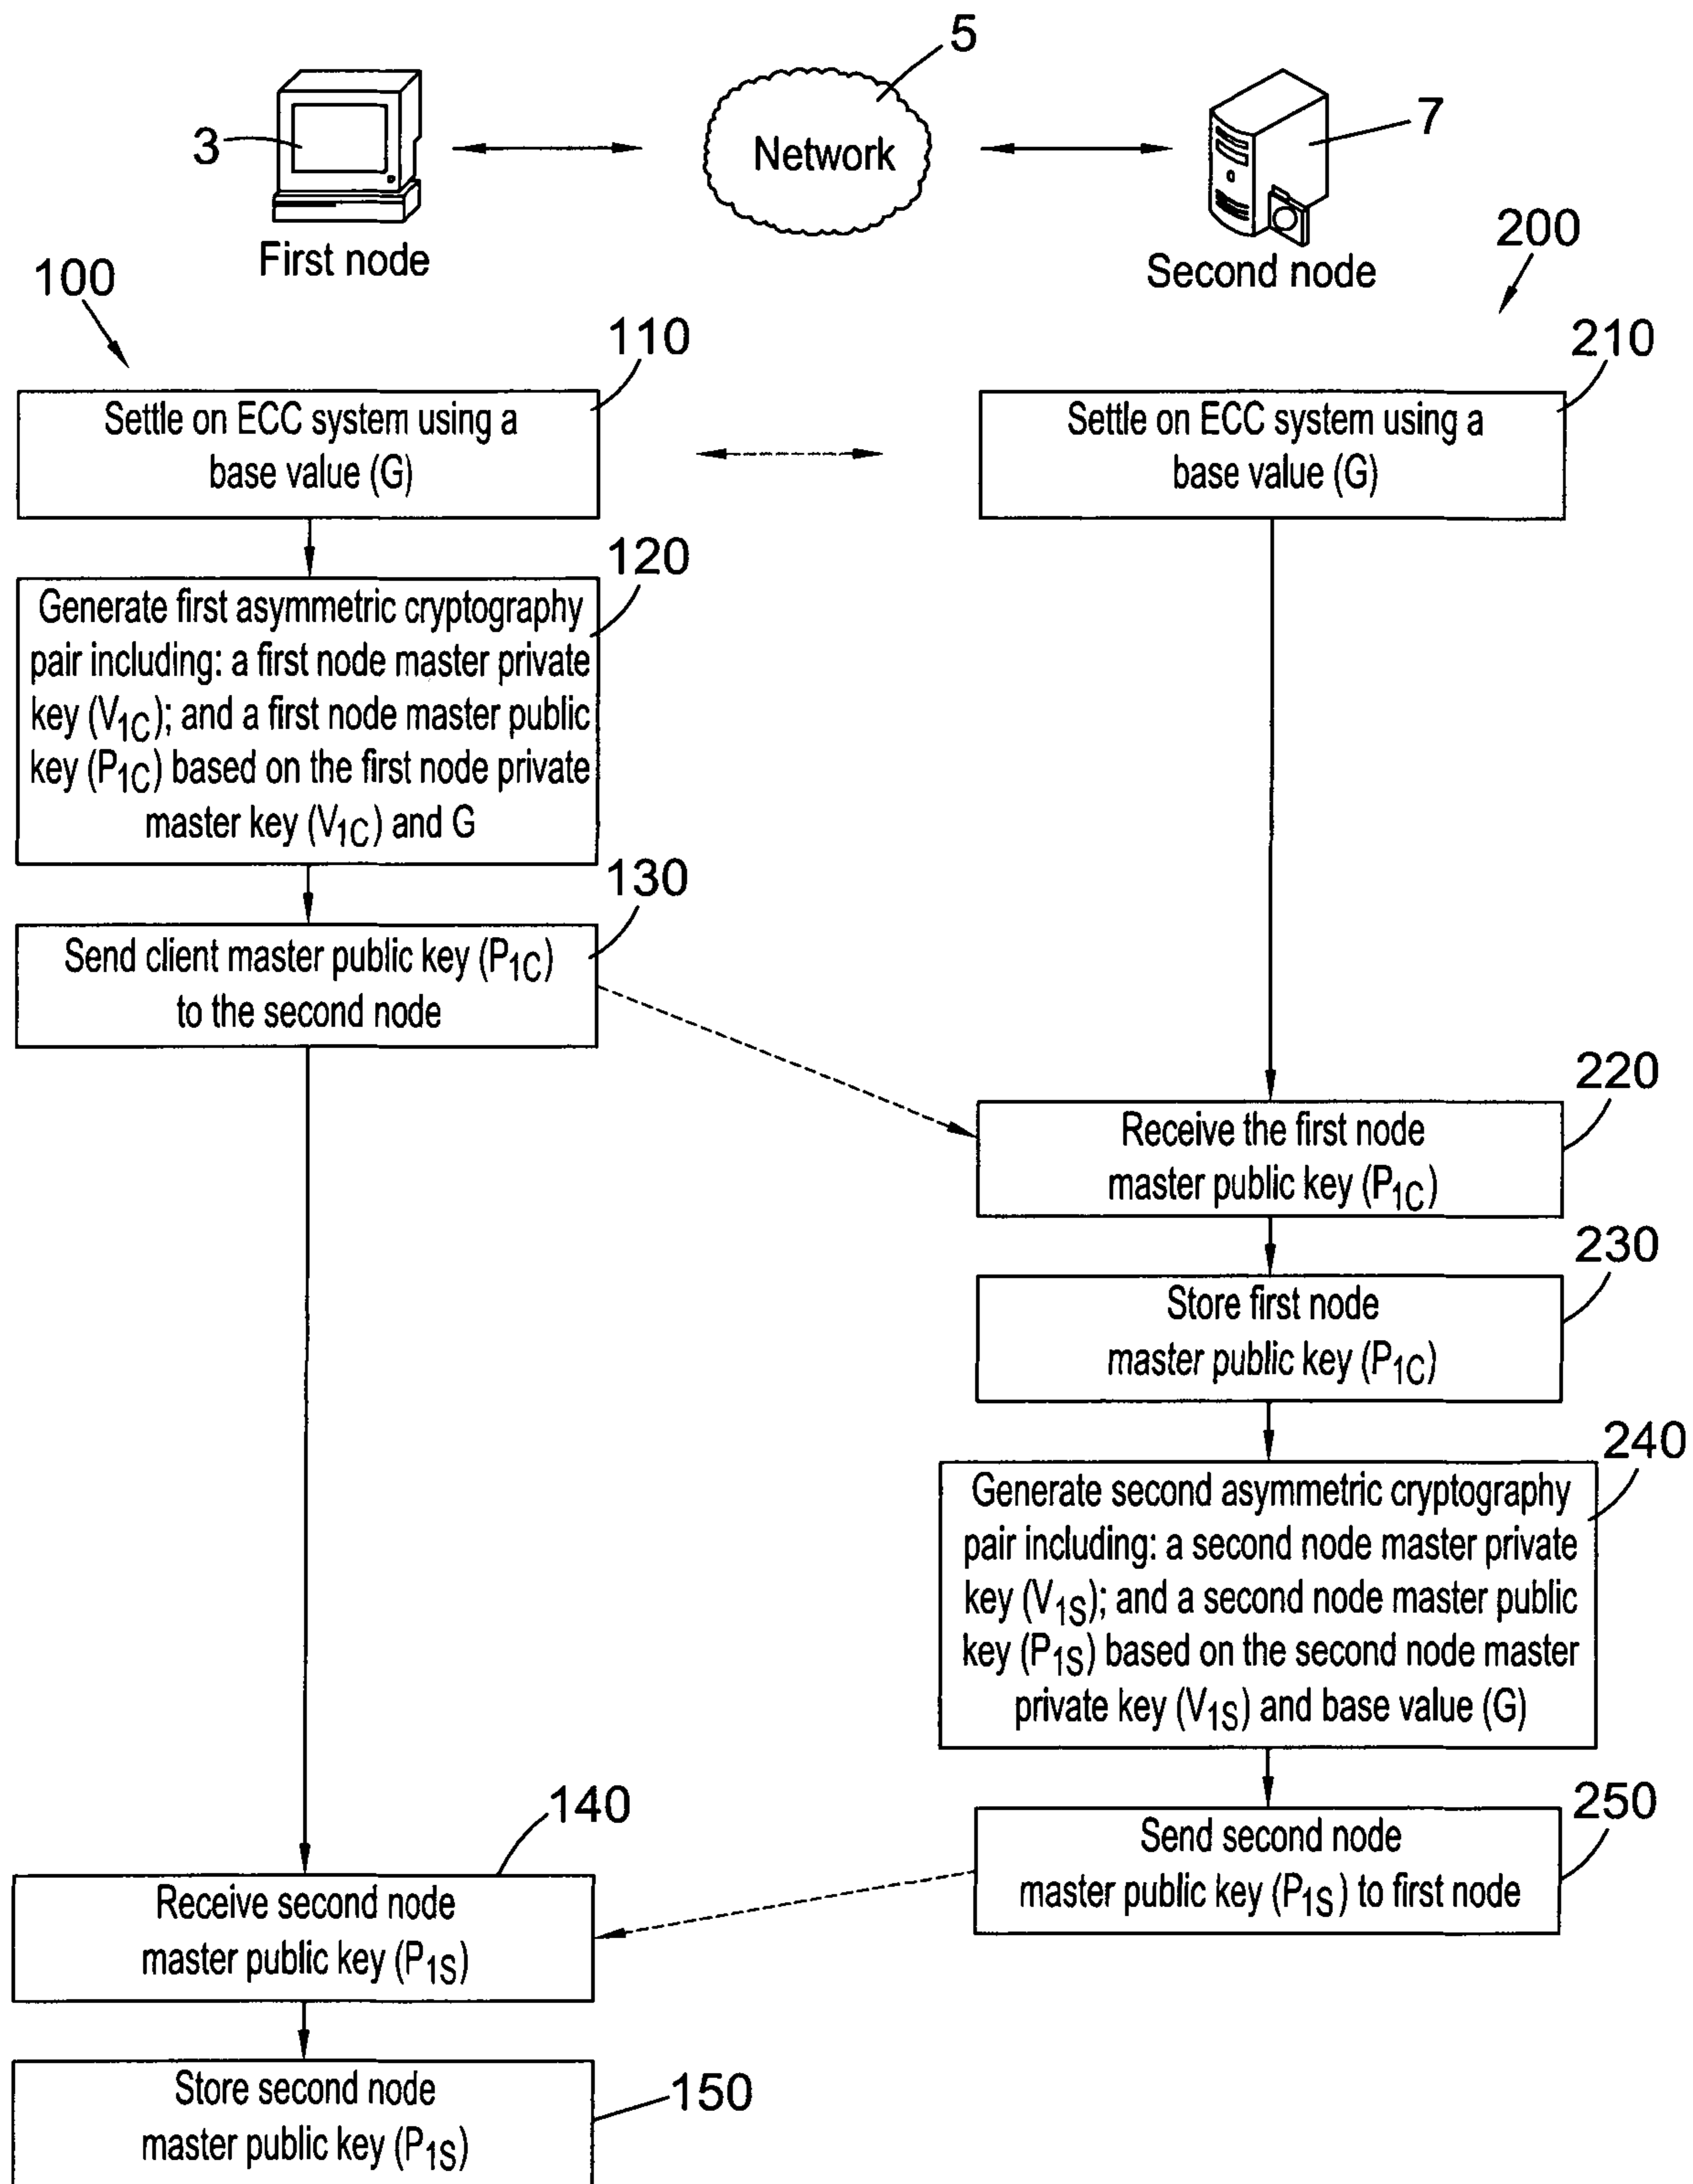 5
3
Network
7
First node
Second node
100
200
110
Settle on ECC system using a
base value (G)
210
Settle on ECC system using a
base value (G)
120
Generate first asymmetric cryptography
pair including: a first node master private
key (V1C); and a first node master public
key (P1C) based on the first node private
master key (V1C) and G
130
Send client master public key (P1C)
to the second node
220
Receive the first node
master public key (P1C)
230
Store first node
master public key (P1C)
240
Generate second asymmetric cryptography
pair including: a second node master private
key (V1S); and a second node master public
key (P1S) based on the second node master
private key (V1S) and base value (G)
250
Send second node
master public key (P1S) to first node
140
Receive second node
master public key (P1S)
150
Store second node
master public key (P1S)